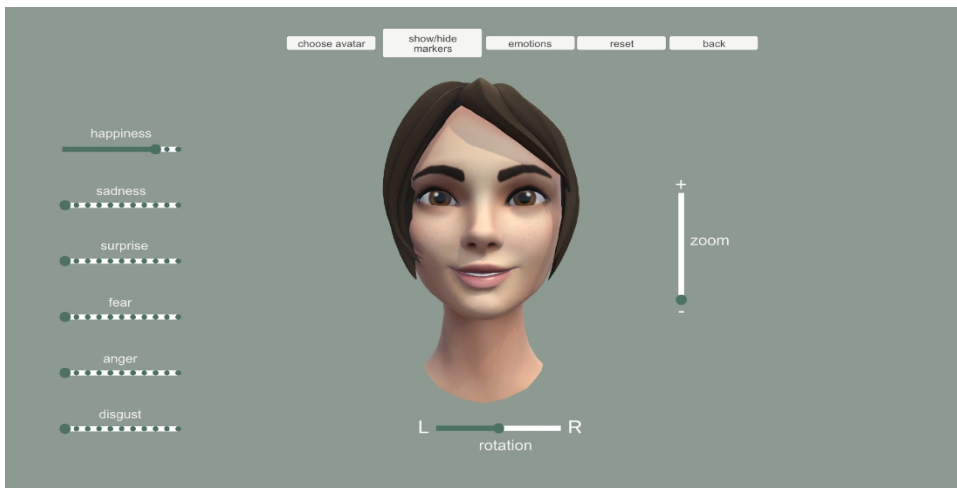 choose avatar
show/hide
markers
emotions
reset
back
happiness
sadness
surprise
fear
anger
disgust
+
zoom
-
L
R
rotation